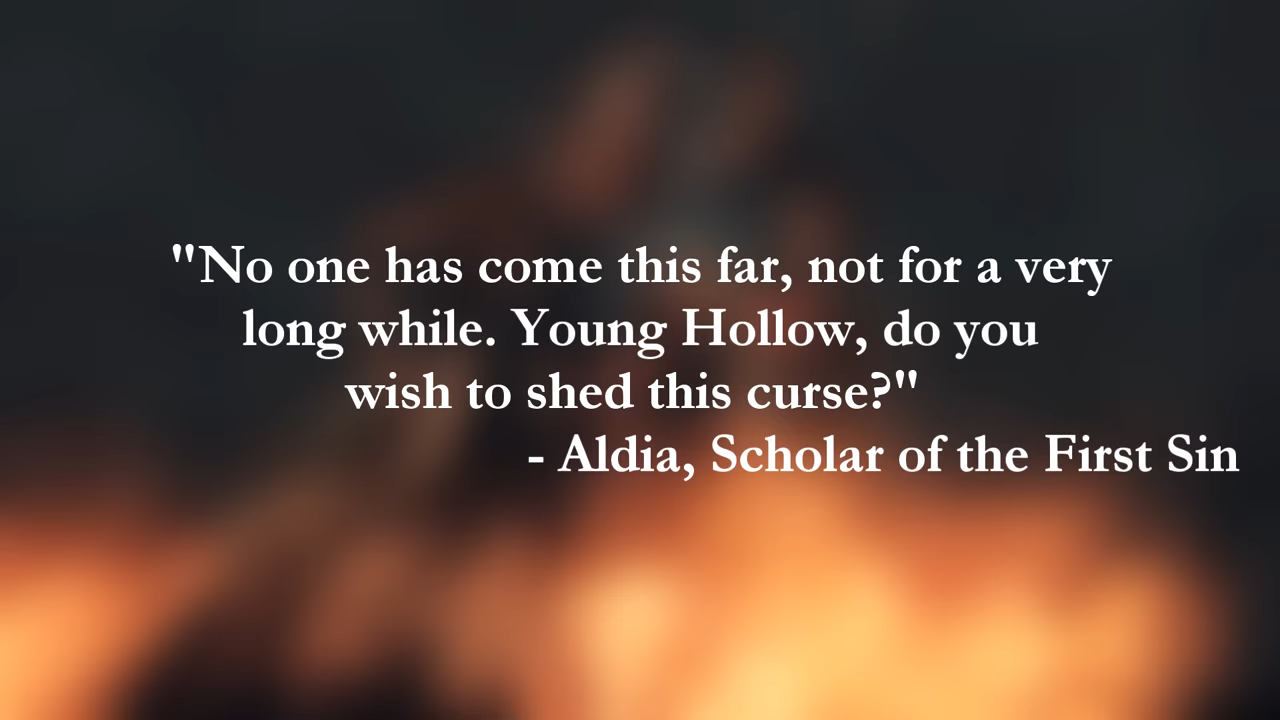 "No one has come this far, not for a very
long while. Young Hollow, do you
wish to shed this curse?"
- Aldia, Scholar of the First Sin